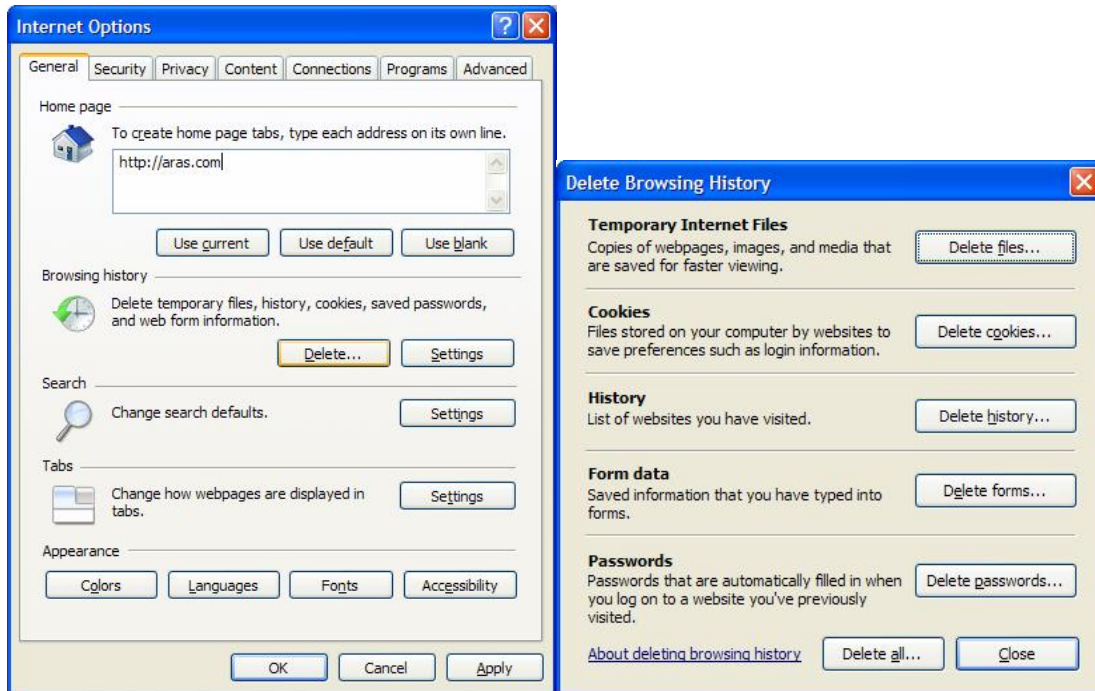 Internet Options
General Security Privacy Content Connections Programs Advanced
Home page
To create home page tabs, type each address on its own line.
http://aras.com
Use current Use default Use blank
Browsing history
Delete temporary files, history, cookies, saved passwords,
and web form information.
Delete... Settings
Search
Change search defaults.
Settings
Tabs
Change how webpages are displayed in
tabs.
Settings
Appearance
Colors Languages Fonts Accessibility
OK Cancel Apply
Delete Browsing History
Temporary Internet Files
Copies of webpages, images, and media that
are saved for faster viewing.
Delete files...
Cookies
Files stored on your computer by websites to
save preferences such as login information.
Delete cookies...
History
List of websites you have visited.
Delete history...
Form data
Saved information that you have typed into
forms.
Delete forms...
Passwords
Passwords that are automatically filled in when
you log on to a website you've previously
visited.
Delete passwords...
About deleting browsing history Delete all... Close